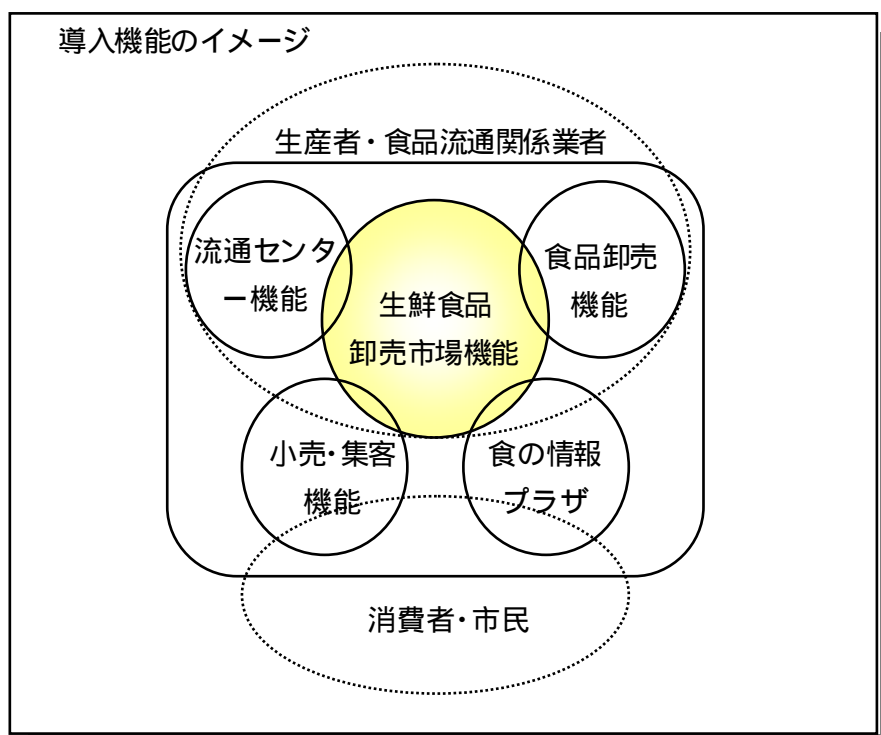 導入機能のイメージ
生産者・食品流通関係業者
流通センタ
ー機能
生鮮食品
卸売市場機能
食品卸売
機能
小売・集客
機能
食の情報
プラザ
消費者・市民